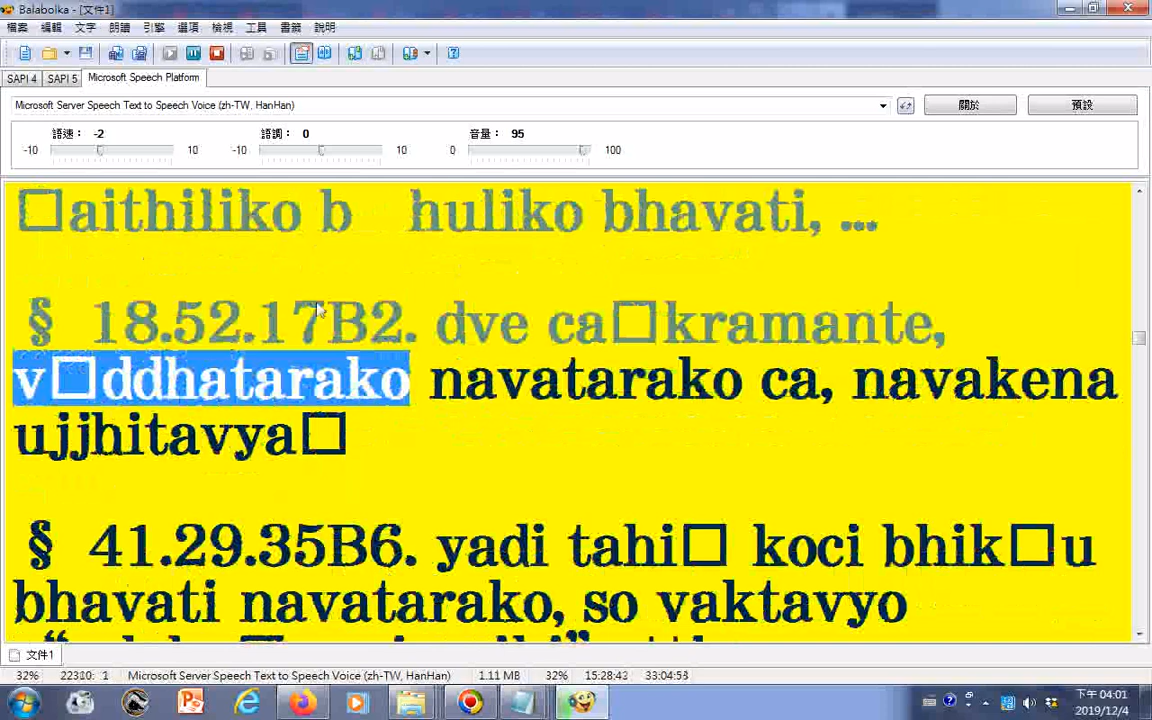 Balabolka - [文件1]
檔案 編輯 文字 朗讀 引擎 選項 檢視 工具 書籤 說明
SAPI 4 SAPI 5 Microsoft Speech Platform
Microsoft Server Speech Text to Speech Voice (zh-TW, HanHan) 關於 預設
語速： -2 語調： 0 音量： 95
-10 10 -10 10 0 100
□aithiliko b huliko bhavati, ...
§ 18.52.17B2. dve ca□kramante,
v□ddhatarako navatarako ca, navakena
ujjhitavya□
§ 41.29.35B6. yadi tahi□ koci bhik□u
bhavati navatarako, so vaktavyo
文件1
32% 22310: 1 Microsoft Server Speech Text to Speech Voice (zh-TW, HanHan) 1.11 MB 32% 15:28:42 33:04:53
下午 04:01
2019/12/4